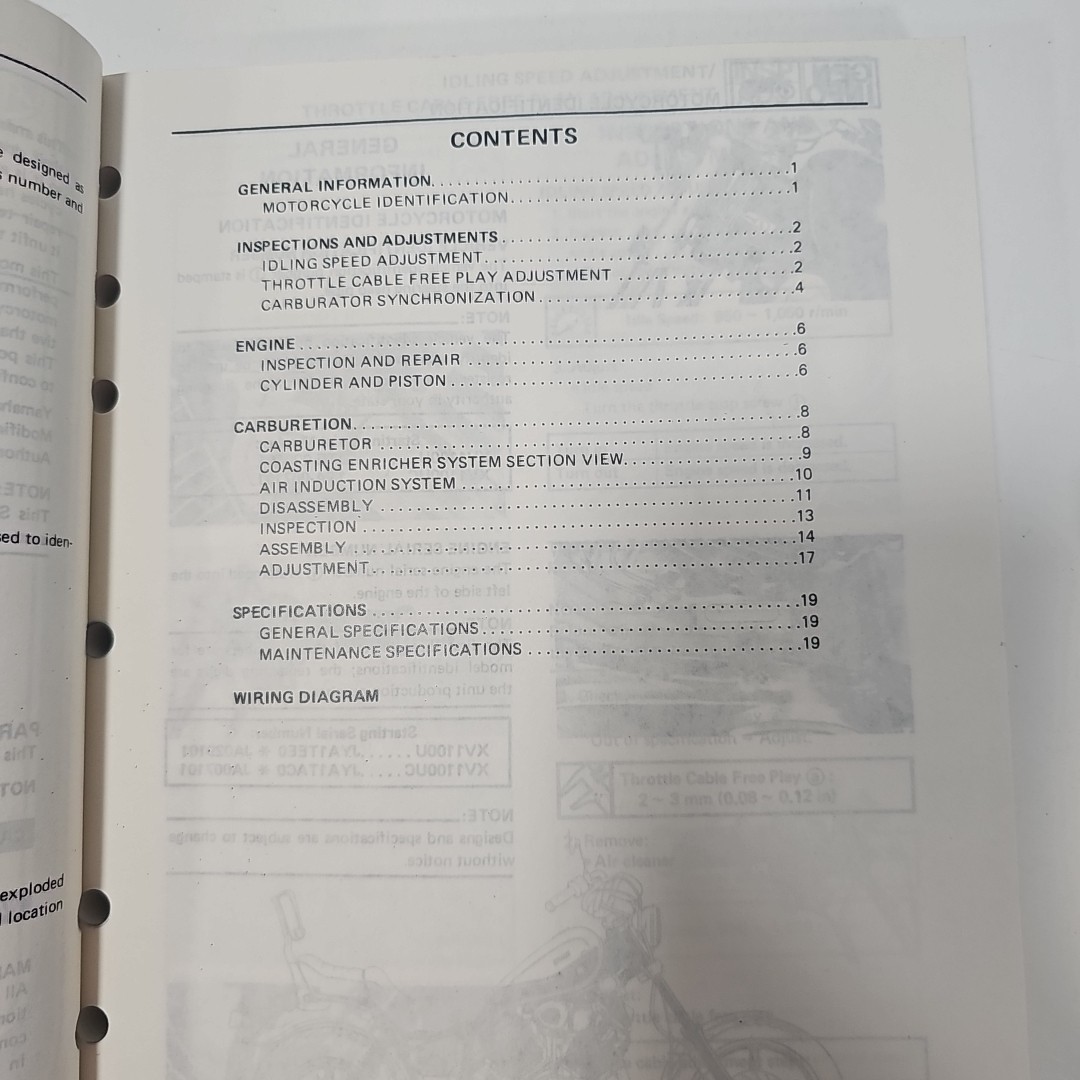 e designed as
s number and
sed to iden-
exploded
location
CONTENTS
GENERAL INFORMATION. . . . . . . . . . . . . . . . . . . . . . . . . . . . . . . . . . . . .1
MOTORCYCLE IDENTIFICATION. . . . . . . . . . . . . . . . . . . . . . . . . . . . .1
INSPECTIONS AND ADJUSTMENTS . . . . . . . . . . . . . . . . . . . . . . . . . . . . . .2
IDLING SPEED ADJUSTMENT. . . . . . . . . . . . . . . . . . . . . . . . . . . . . . . .2
THROTTLE CABLE FREE PLAY ADJUSTMENT . . . . . . . . . . . . . . . . . .2
CARBURATOR SYNCHRONIZATION . . . . . . . . . . . . . . . . . . . . . . . . . .4
ENGINE . . . . . . . . . . . . . . . . . . . . . . . . . . . . . . . . . . . . . . . . . . . . . . . . . .6
INSPECTION AND REPAIR . . . . . . . . . . . . . . . . . . . . . . . . . . . . . . . . . .6
CYLINDER AND PISTON . . . . . . . . . . . . . . . . . . . . . . . . . . . . . . . . . . . .6
CARBURETION. . . . . . . . . . . . . . . . . . . . . . . . . . . . . . . . . . . . . . . . . . . . .8
CARBURETOR . . . . . . . . . . . . . . . . . . . . . . . . . . . . . . . . . . . . . . . . . . .8
COASTING ENRICHER SYSTEM SECTION VIEW. . . . . . . . . . . . . . . . . .9
AIR INDUCTION SYSTEM . . . . . . . . . . . . . . . . . . . . . . . . . . . . . . . . . .10
DISASSEMBLY . . . . . . . . . . . . . . . . . . . . . . . . . . . . . . . . . . . . . . . . . .11
INSPECTION . . . . . . . . . . . . . . . . . . . . . . . . . . . . . . . . . . . . . . . . . . . .13
ASSEMBLY . . . . . . . . . . . . . . . . . . . . . . . . . . . . . . . . . . . . . . . . . . . . .14
ADJUSTMENT. . . . . . . . . . . . . . . . . . . . . . . . . . . . . . . . . . . . . . . . . . .17
SPECIFICATIONS . . . . . . . . . . . . . . . . . . . . . . . . . . . . . . . . . . . . . . . . . . .19
GENERAL SPECIFICATIONS . . . . . . . . . . . . . . . . . . . . . . . . . . . . . . . .19
MAINTENANCE SPECIFICATIONS . . . . . . . . . . . . . . . . . . . . . . . . . . . .19
WIRING DIAGRAM